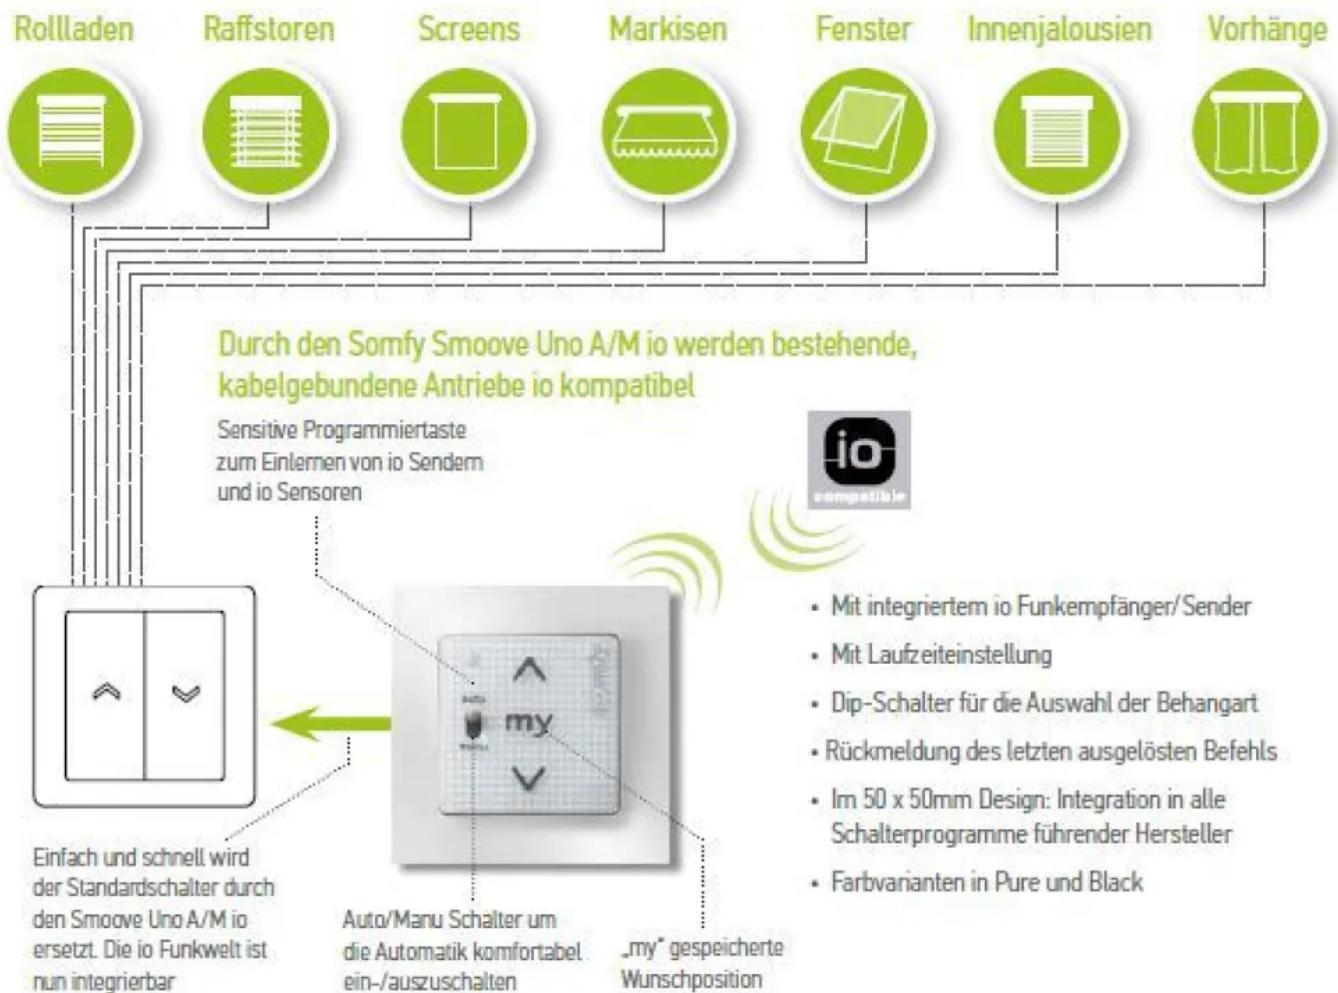 Rollladen
Raffstoren
Screens
Markisen
Fenster
Innenjalousien
Vorhänge
Durch den Somfy Smoove Uno A/M io werden bestehende,
kabelgebundene Antriebe io kompatibel
Sensitive Programmiertaste
zum Einlernen von io Sendern
und io Sensoren
io
compatible
auto
my
manu
somfy
Einfach und schnell wird
der Standardschalter durch
den Smoove Uno A/M io
ersetzt. Die io Funkwelt ist
nun integrierbar
Auto/Manu Schalter um
die Automatik komfortabel
ein-/auszuschalten
„my“ gespeicherte
Wunschposition
• Mit integriertem io Funkempfänger/Sender
• Mit Laufzeiteinstellung
• Dip-Schalter für die Auswahl der Behangart
• Rückmeldung des letzten ausgelösten Befehls
• Im 50 x 50mm Design: Integration in alle
Schalterprogramme führender Hersteller
• Farbvarianten in Pure und Black